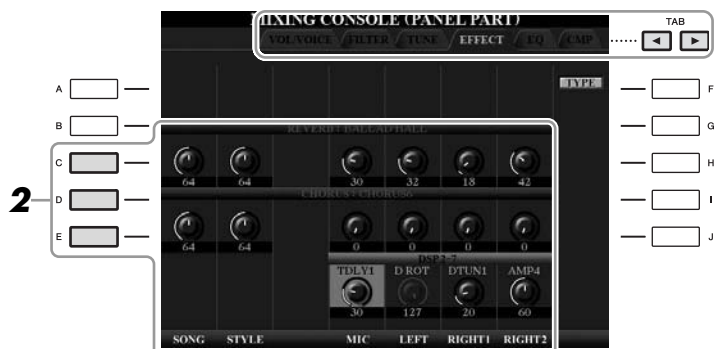 MIXING CONSOLE (PANEL PART)
TAB
VOL/VOICE FILTER TUNE EFFECT EQ CMP
A
TYPE
F
B
G
REVERB : BALLAD HALL
C
H
64 64 30 32 18 42
2
CHORUS : CHORUS6
D
I
E
J
64 64 0 0 0 0
DSP2-7
TDLY1 D ROT DTUN1 AMP4
30 127 20 60
SONG STYLE MIC LEFT RIGHT1 RIGHT2